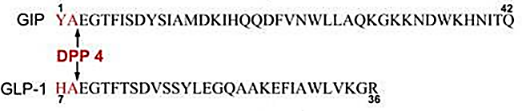 1 42
GIP YAEGTFISDYSIAMDKIHQQDFVNWLLAQKGKKNDWKHNITQ
DPP 4
GLP-1 HAEGTFTSDVSSYLEGQAAKEFIAWLVKGR
7 36